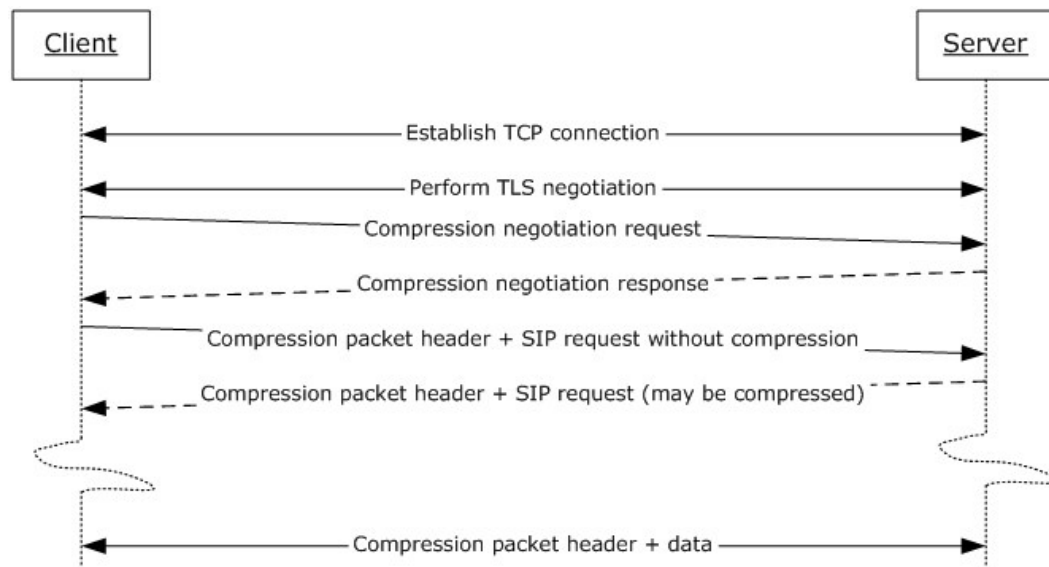 Client
Server
Establish TCP connection
Perform TLS negotiation
Compression negotiation request
Compression negotiation response
Compression packet header + SIP request without compression
Compression packet header + SIP request (may be compressed)
Compression packet header + data